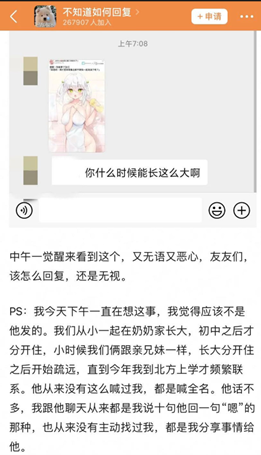 不知道如何回复
267907人加入
+申请
上午7:08
你什么时候能长这么大啊
中午一觉醒来看到这个，又无语又恶心，友友们，
该怎么回复，还是无视。
PS：我今天下午一直在想这事，我觉得应该不是
他发的。我们从小一起在奶奶家长大，初中之后才
分开住，小时候我们俩跟亲兄妹一样，长大分开住
之后开始疏远，直到今年我到北方上学才频繁联
系。他从来没有这么喊过我，都是喊全名。他话不
多，我跟他聊天从来都是我说十句他回一句“嗯”的
那种，也从来没有主动找过我，都是我分享事情给
他。